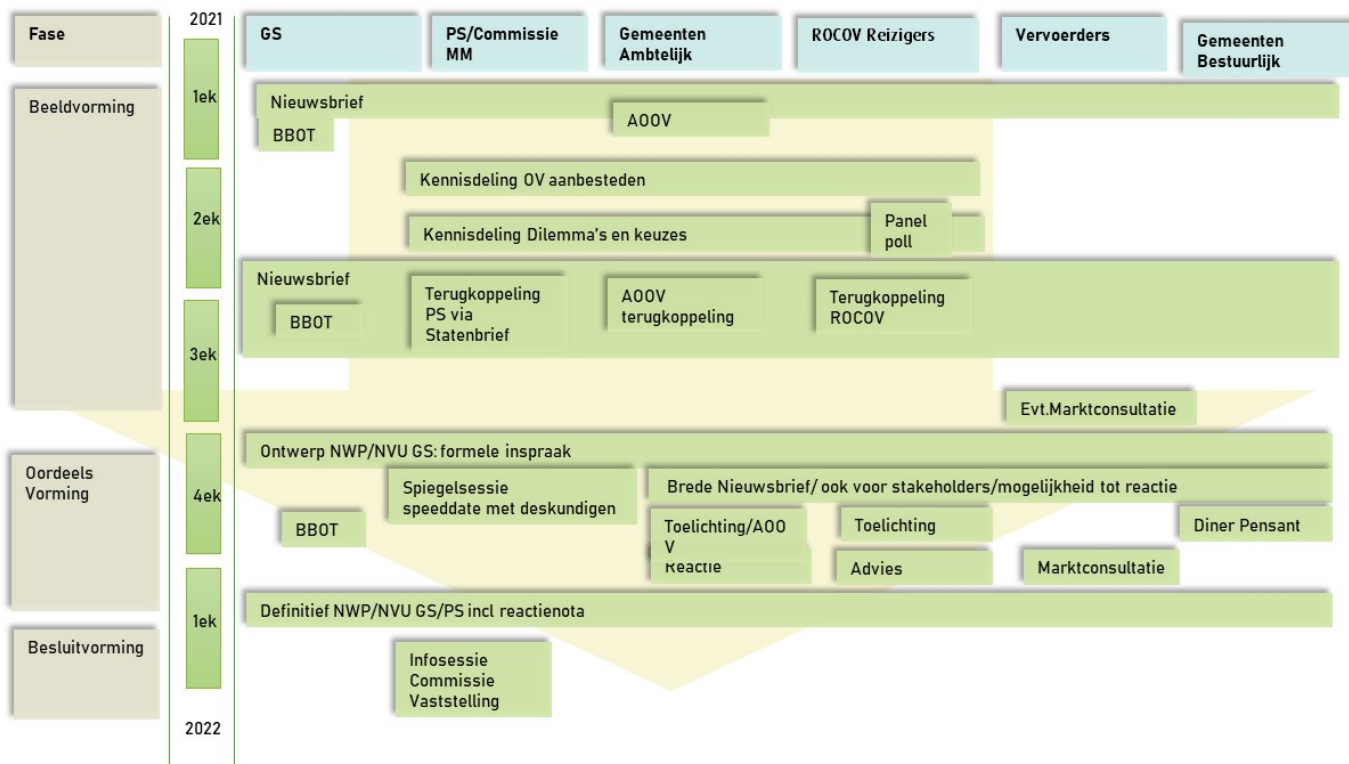 2021
Fase
GS
PS/Commissie
MM
Gemeenten
Ambtelijk
ROCOV Reizigers
Vervoerders
Gemeenten
Bestuurlijk
Beeldvorming
1ek
Nieuwsbrief
BBOT
AOOV
2ek
Kennisdeling OV aanbesteden
Kennisdeling Dilemma's en keuzes
Panel
poll
3ek
Nieuwsbrief
BBOT
Terugkoppeling
PS via
Statenbrief
AOOV
terugkoppeling
Terugkoppeling
ROCOV
Evt.Marktconsultatie
Oordeels
Vorming
4ek
Ontwerp NWP/NVU GS: formele inspraak
Spiegelsessie
speeddate met deskundigen
Brede Nieuwsbrief/ ook voor stakeholders/mogelijkheid tot reactie
BBOT
Toelichting/AOO
V
Toelichting
Diner Pensant
Reactie
Advies
Marktconsultatie
1ek
Definitief NWP/NVU GS/PS incl reactienota
Besluitvorming
Infosessie
Commissie
Vaststelling
2022